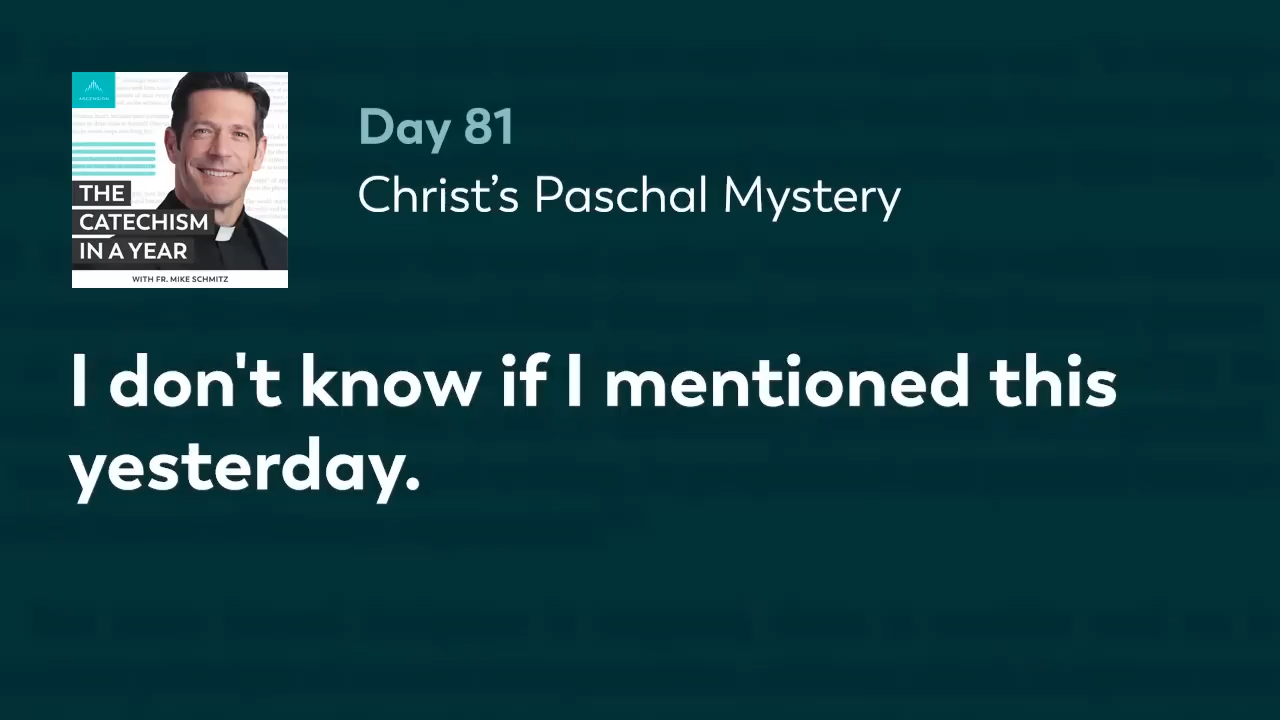 ASCENSION
THE
CATECHISM
IN A YEAR
WITH FR. MIKE SCHMITZ
Day 81
Christ’s Paschal Mystery
I don't know if I mentioned this
yesterday.